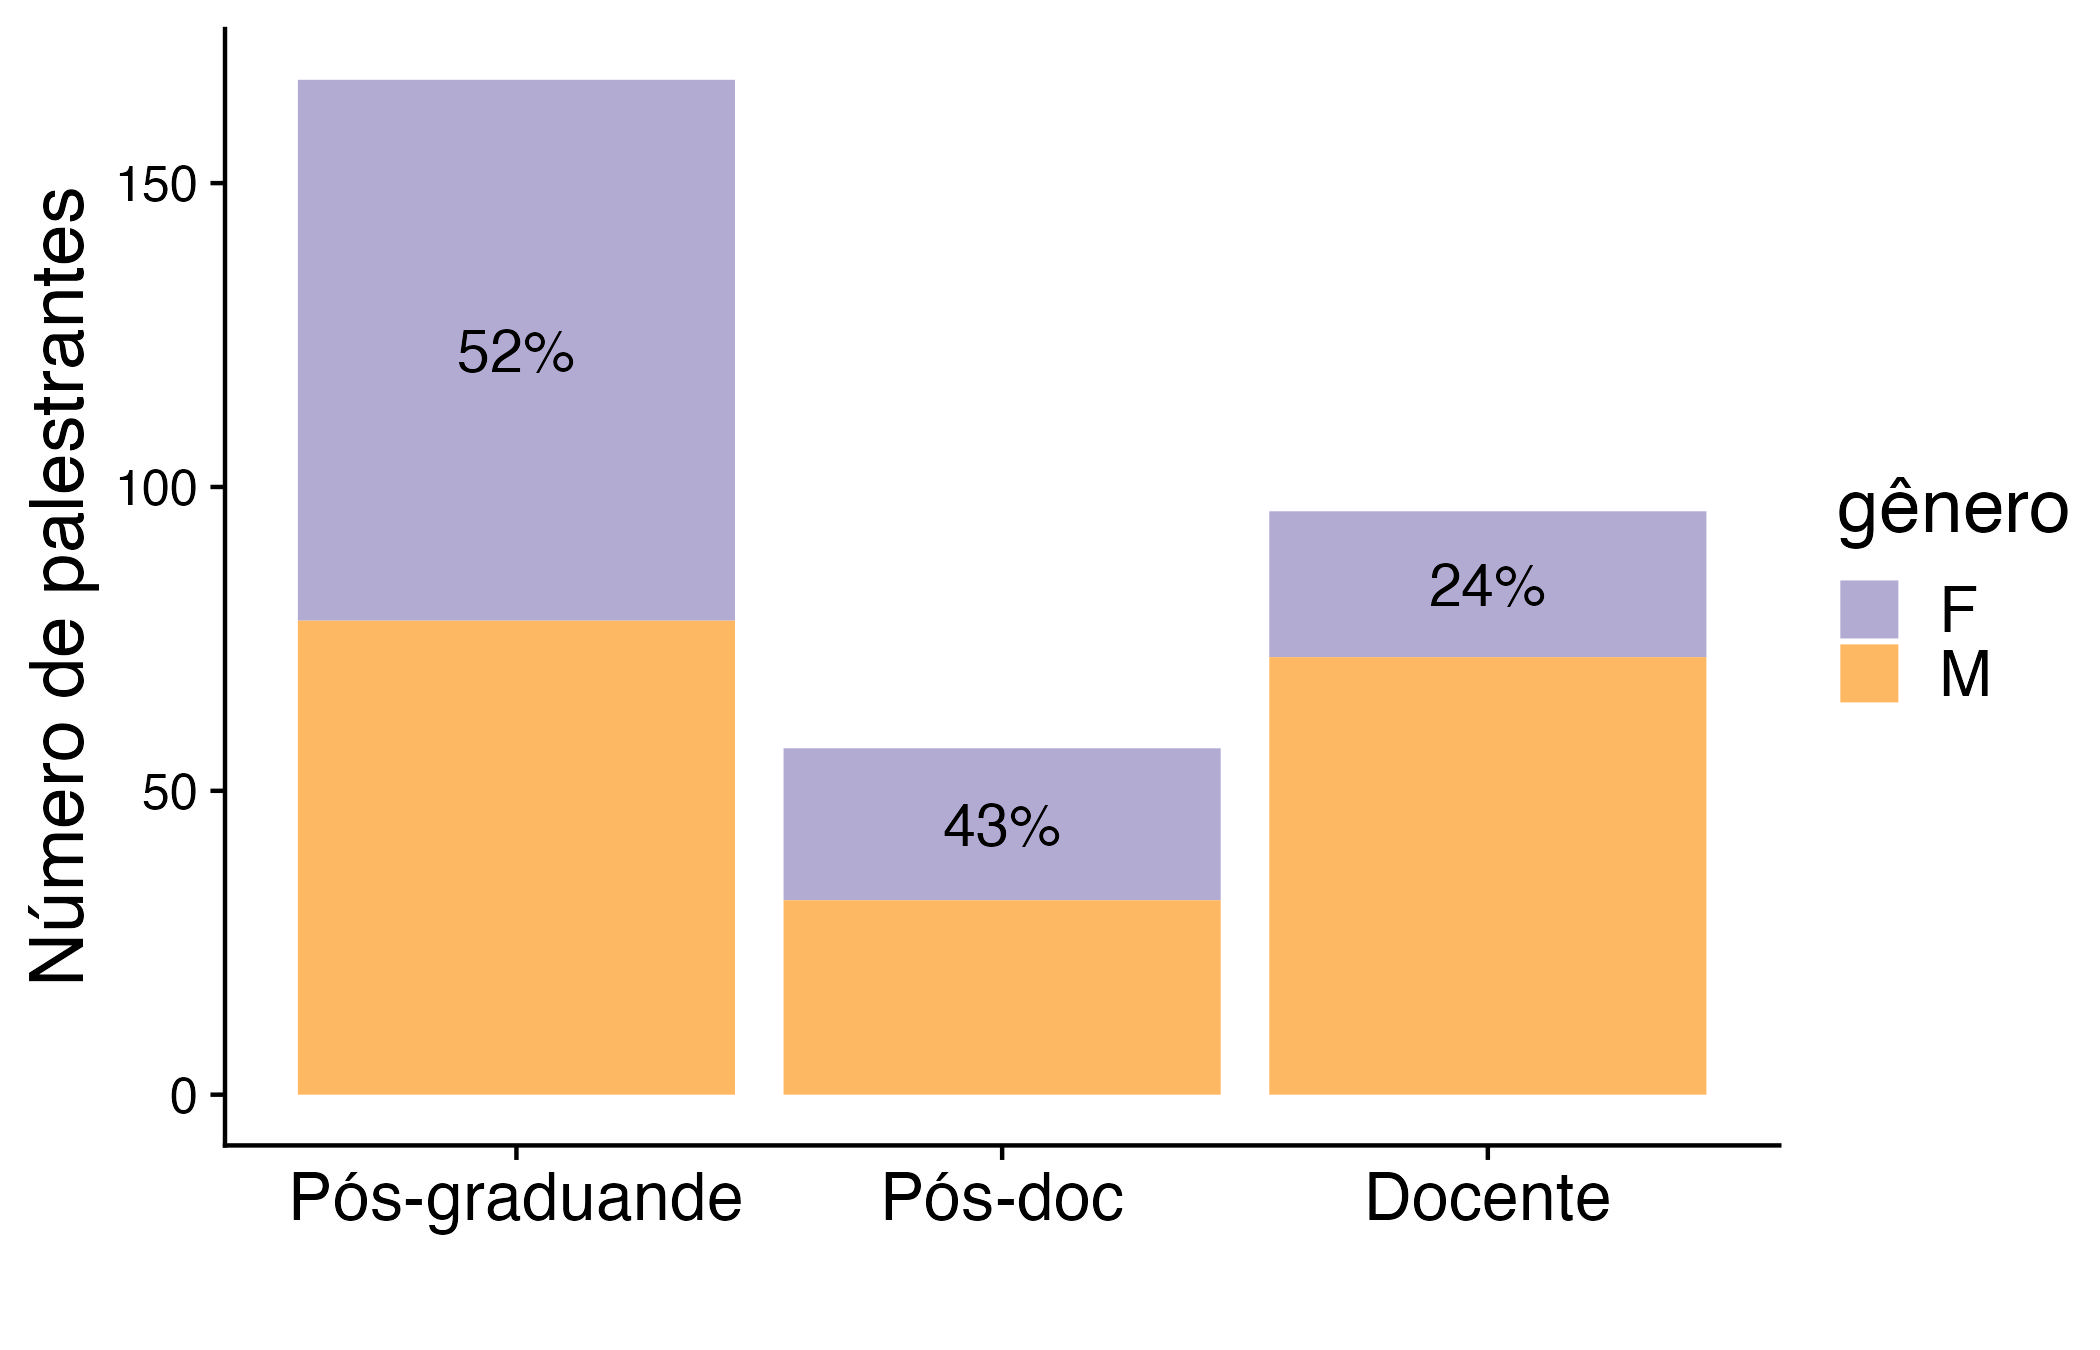 Número de palestrantes
150
100
50
0
52%
43%
24%
Pós-graduande
Pós-doc
Docente
gênero
F
M